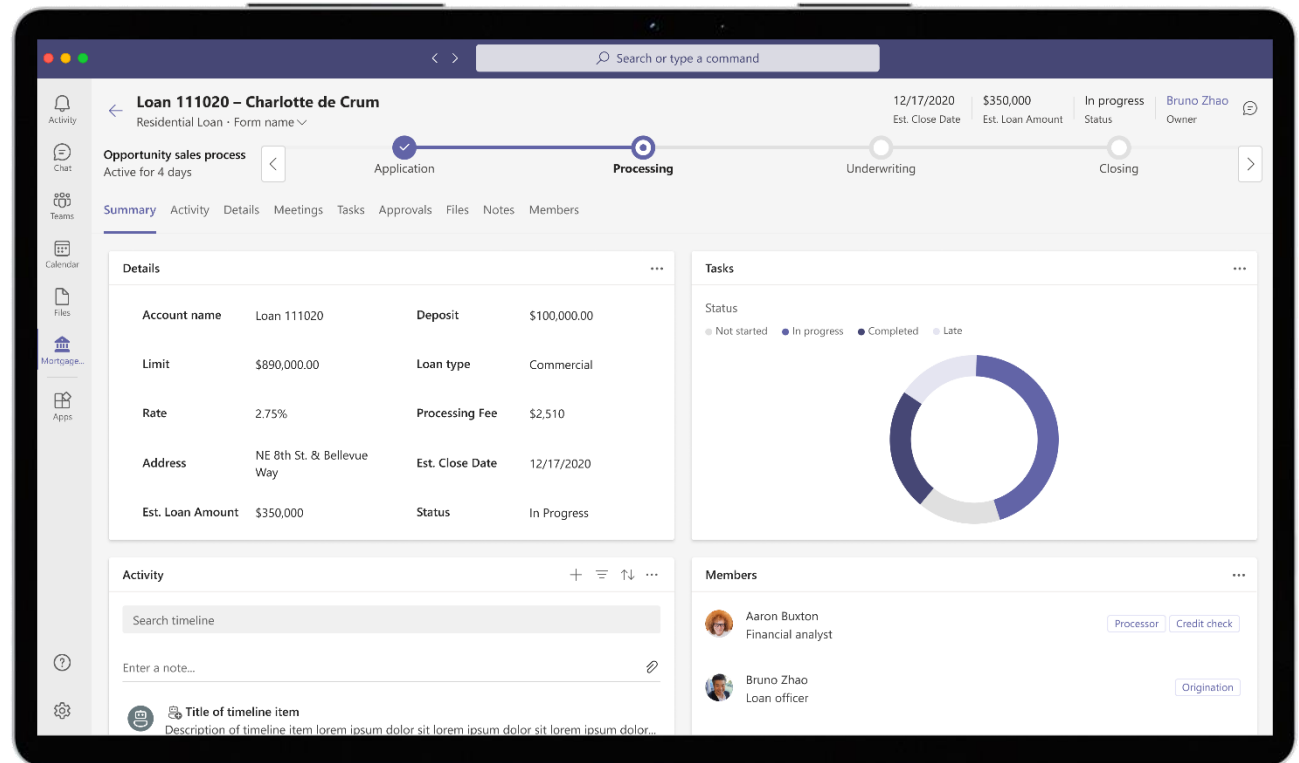 Search or type a command
Activity
Chat
Teams
Calendar
Files
Mortgage...
Apps
Loan 111020 – Charlotte de Crum
Residential Loan · Form name
12/17/2020
Est. Close Date
$350,000
Est. Loan Amount
In progress
Status
Bruno Zhao
Owner
Opportunity sales process
Active for 4 days
Application
Processing
Underwriting
Closing
Summary Activity Details Meetings Tasks Approvals Files Notes Members
Details
Account name Loan 111020 Deposit $100,000.00
Limit $890,000.00 Loan type Commercial
Rate 2.75% Processing Fee $2,510
Address NE 8th St. & Bellevue
Way
Est. Close Date 12/17/2020
Est. Loan Amount $350,000 Status In Progress
Tasks
Status
Not started In progress Completed Late
Activity
Search timeline
Enter a note...
Title of timeline item
Description of timeline item lorem ipsum dolor sit lorem ipsum dolor sit lorem ipsum dolor...
Members
Aaron Buxton
Financial analyst
Processor Credit check
Bruno Zhao
Loan officer
Origination